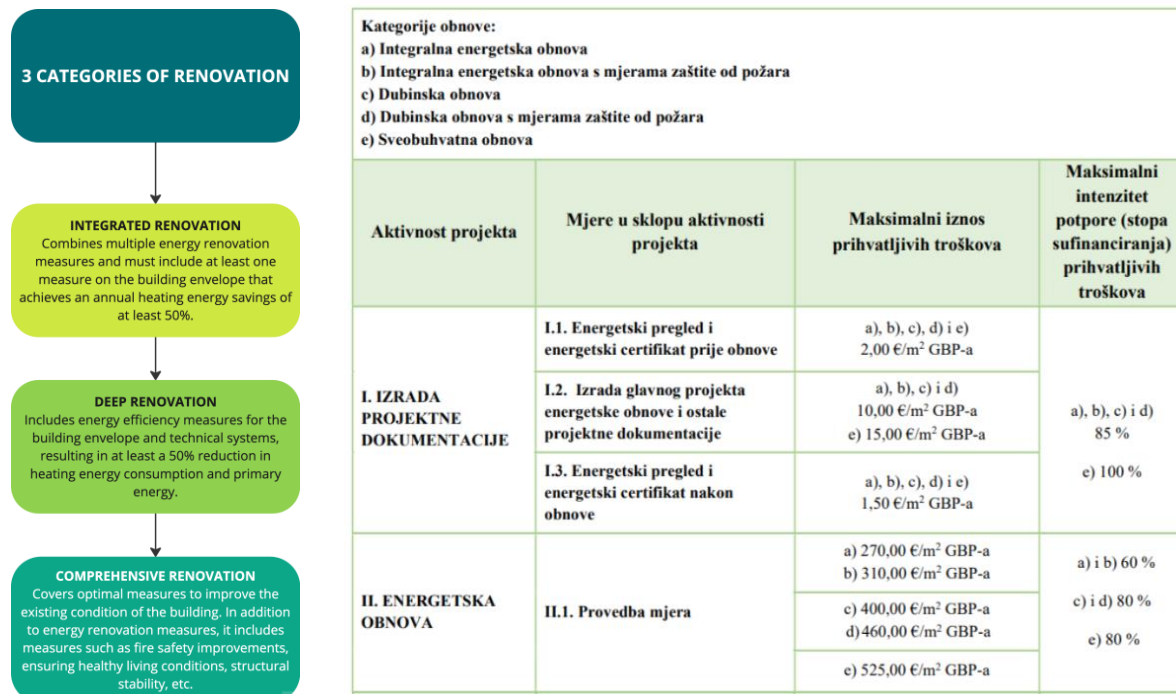 3 CATEGORIES OF RENOVATION
INTEGRATED RENOVATION
Combines multiple energy renovation
measures and must include at least one
measure on the building envelope that
achieves an annual heating energy savings of
at least 50%.
DEEP RENOVATION
Includes energy efficiency measures for the
building envelope and technical systems,
resulting in at least a 50% reduction in
heating energy consumption and primary
energy.
COMPREHENSIVE RENOVATION
Covers optimal measures to improve the
existing condition of the building. In addition
to energy renovation measures, it includes
measures such as fire safety improvements,
ensuring healthy living conditions, structural
stability, etc.
Kategorije obnove:
a) Integralna energetska obnova
b) Integralna energetska obnova s mjerama zaštite od požara
c) Dubinska obnova
d) Dubinska obnova s mjerama zaštite od požara
e) Sveobuhvatna obnova
Aktivnost projekta
Mjere u sklopu aktivnosti
projekta
Maksimalni iznos
prihvatljivih troškova
Maksimalni
intenzitet
potpore (stopa
sufinanciranja)
prihvatljivih
troškova
I. IZRADA
PROJEKTNE
DOKUMENTACIJE
I.1. Energetski pregled i
energetski certifikat prije obnove
a), b), c), d) i e)
2,00 €/m² GBP-a
I.2. Izrada glavnog projekta
energetske obnove i ostale
projektne dokumentacije
a), b), c) i d)
10,00 €/m² GBP-a
e) 15,00 €/m² GBP-a
I.3. Energetski pregled i
energetski certifikat nakon
obnove
a), b), c), d) i e)
1,50 €/m² GBP-a
a), b), c) i d)
85 %
e) 100 %
II. ENERGETSKA
OBNOVA
II.1. Provedba mjera
a) 270,00 €/m² GBP-a
b) 310,00 €/m² GBP-a
c) 400,00 €/m² GBP-a
d)460,00 €/m² GBP-a
e) 525,00 €/m² GBP-a
a) i b) 60 %
c) i d) 80 %
e) 80 %